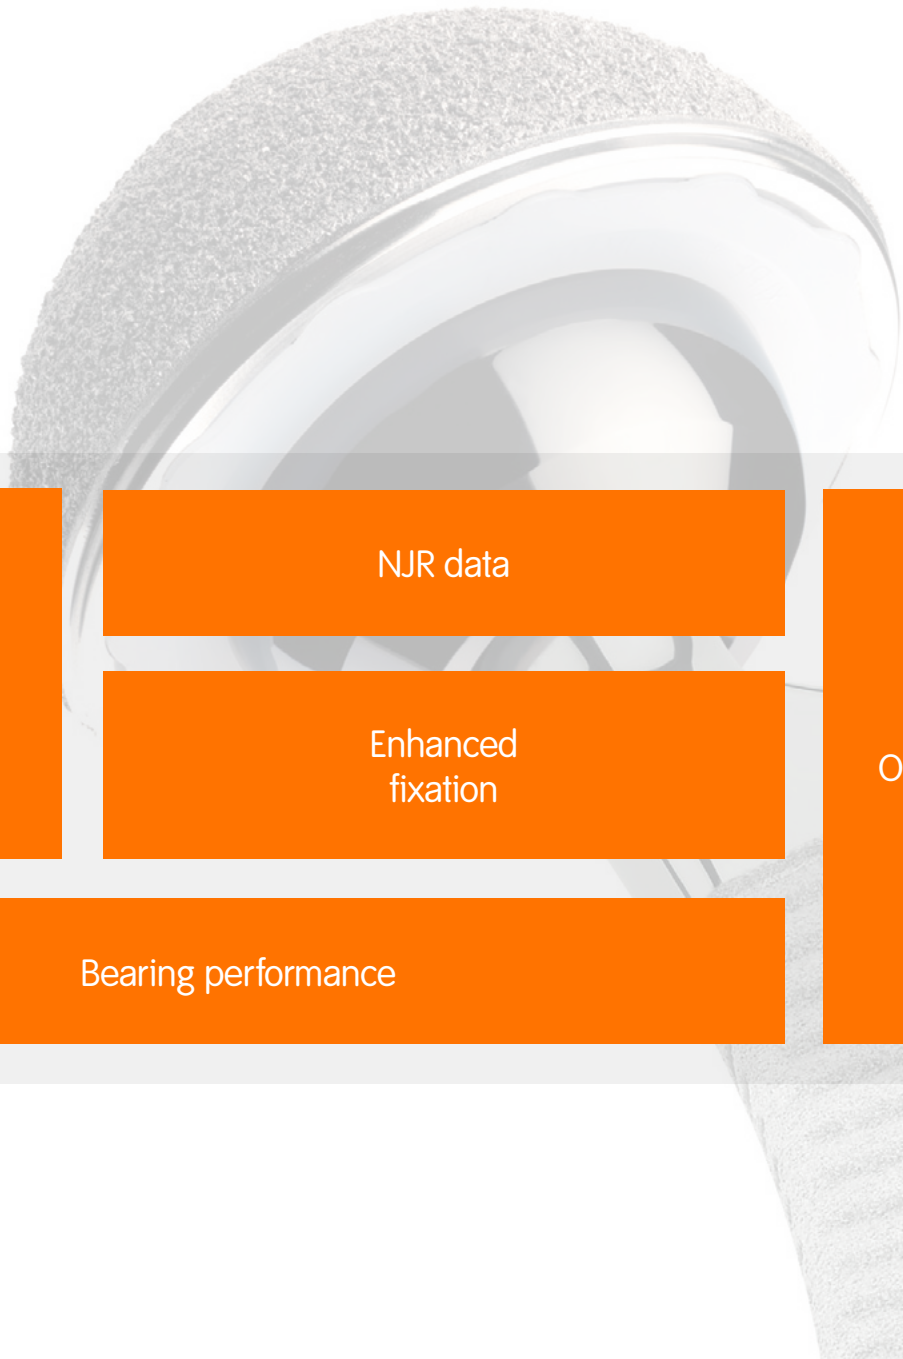 NJR data
Enhanced
fixation
O
Bearing performance